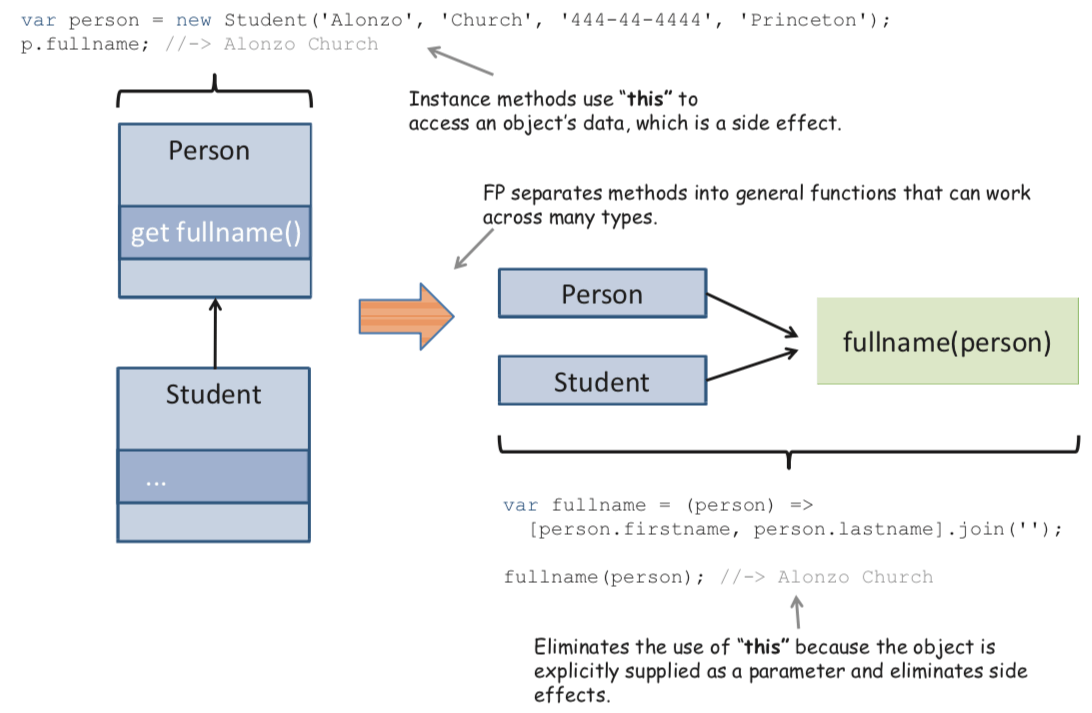 var person = new Student('Alonzo', 'Church', '444-44-4444', 'Princeton');
p.fullname; //-> Alonzo Church
Instance methods use “this” to
access an object’s data, which is a side effect.
Person
get fullname()
Student
...
FP separates methods into general functions that can work
across many types.
Person
Student
fullname(person)
var fullname = (person) =>
[person.firstname, person.lastname].join('');
fullname(person); //-> Alonzo Church
Eliminates the use of “this” because the object is
explicitly supplied as a parameter and eliminates side
effects.